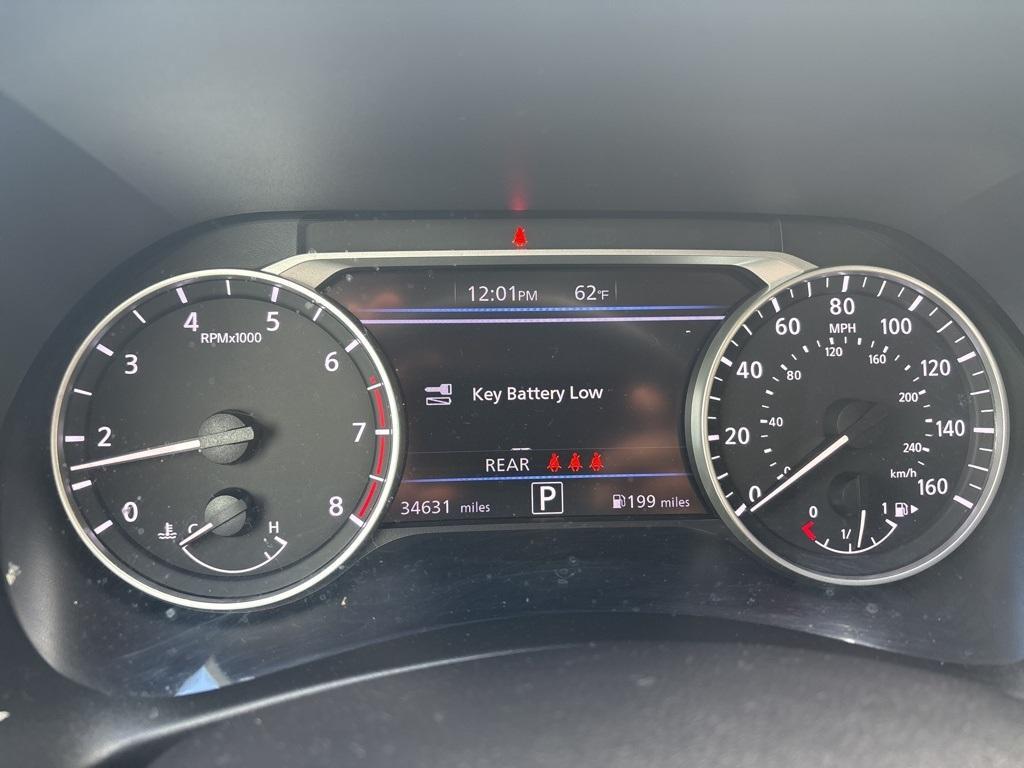 12:01PM 62°F
Key Battery Low
REAR
34631 miles P 199 miles
0 2 3 4 5 6 7 8
RPMx1000
C H
0 20 40 60 80 100 120 140 160
MPH
0 40 80 120 160 200 240
km/h
0 1/ 1